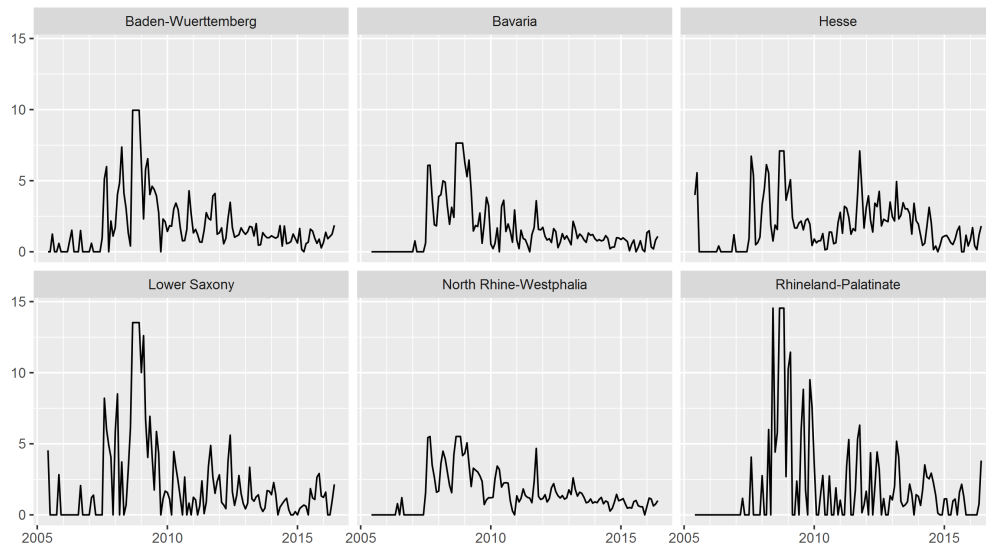 Baden-Wuerttemberg Bavaria Hesse
15
10
5
0
Lower Saxony North Rhine-Westphalia Rhineland-Palatinate
15
10
5
0
2005 2010 2015 2005 2010 2015 2005 2010 2015